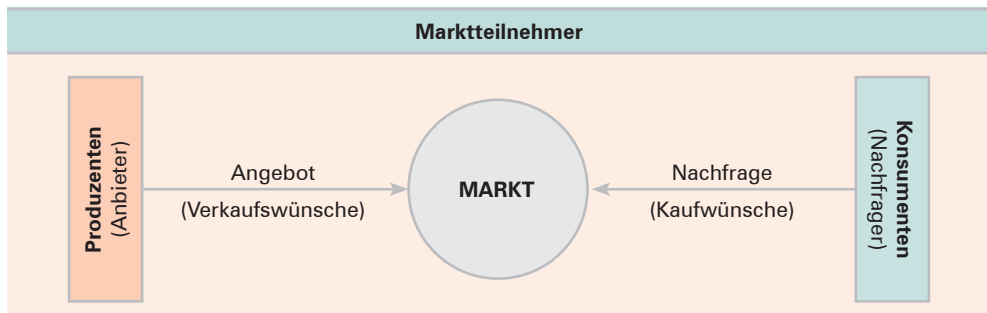 Marktteilnehmer
Produzenten
(Anbieter)
Angebot
(Verkaufswünsche)
MARKT
Nachfrage
(Kaufwünsche)
Konsumenten
(Nachfrager)